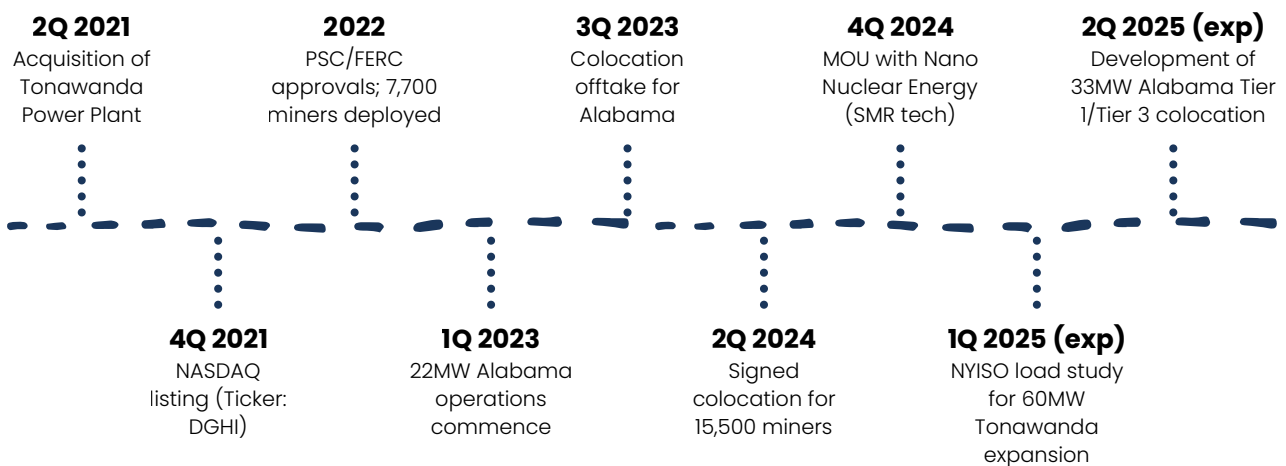 2Q 2021
Acquisition of
Tonawanda
Power Plant
4Q 2021
NASDAQ
listing (Ticker:
DGHI)
2022
PSC/FERC
approvals; 7,700
miners deployed
1Q 2023
22MW Alabama
operations
commence
3Q 2023
Colocation
offtake for
Alabama
2Q 2024
Signed
colocation for
15,500 miners
4Q 2024
MOU with Nano
Nuclear Energy
(SMR tech)
1Q 2025 (exp)
NYISO load study
for 60MW
Tonawanda
expansion
2Q 2025 (exp)
Development of
33MW Alabama Tier
1/Tier 3 colocation